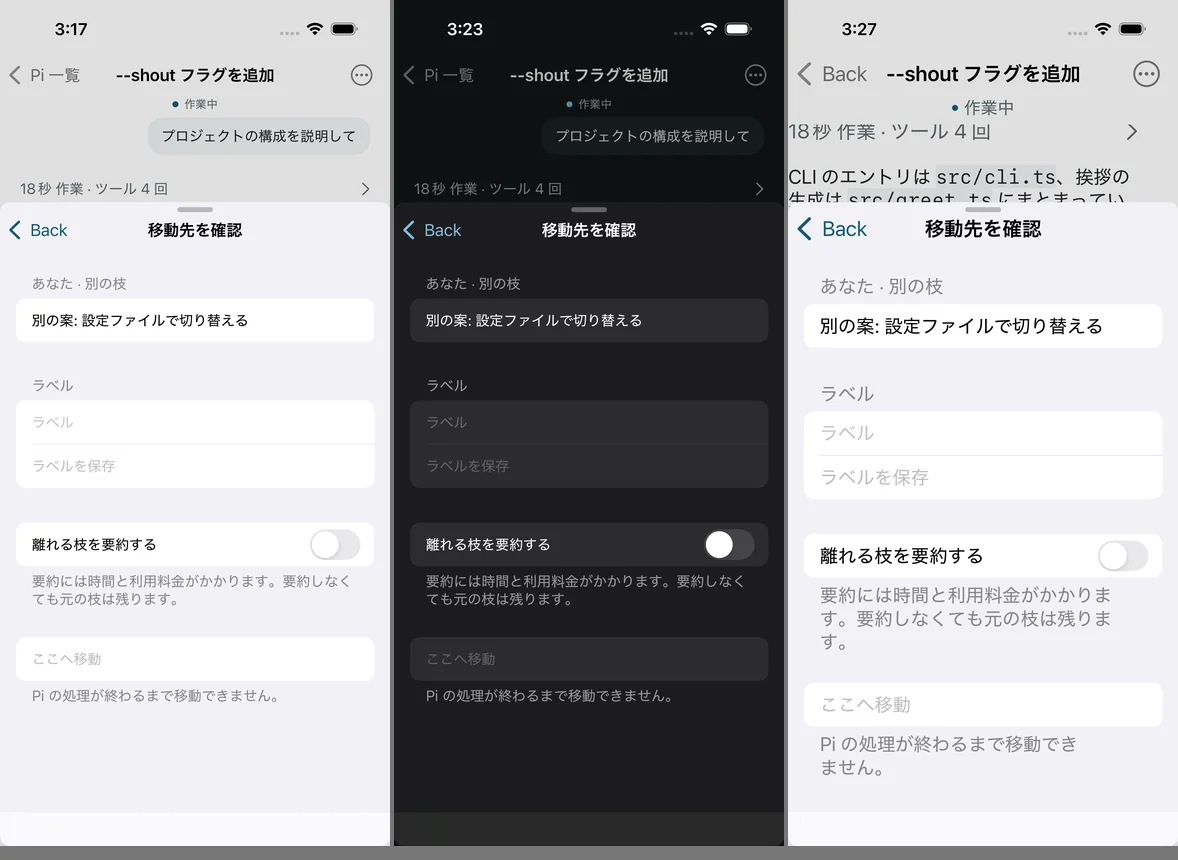 3:17
Pi 一覧
--shout フラグを追加
作業中
プロジェクトの構成を説明して
18秒 作業 · ツール 4 回
Back
移動先を確認
あなた · 別の枝
別の案: 設定ファイルで切り替える
ラベル
ラベル
ラベルを保存
離れる枝を要約する
要約には時間と利用料金がかかります。要約しなく
ても元の枝は残ります。
ここへ移動
Pi の処理が終わるまで移動できません。
3:23
Pi 一覧
--shout フラグを追加
作業中
プロジェクトの構成を説明して
18秒 作業 · ツール 4 回
Back
移動先を確認
あなた · 別の枝
別の案: 設定ファイルで切り替える
ラベル
ラベル
ラベルを保存
離れる枝を要約する
要約には時間と利用料金がかかります。要約しなく
ても元の枝は残ります。
ここへ移動
Pi の処理が終わるまで移動できません。
3:27
Back
--shout フラグを追加
作業中
18秒 作業 · ツール 4 回
CLI のエントリは src/cli.ts、挨拶の
生成は src/greet.ts にまとまってい
Back
移動先を確認
あなた · 別の枝
別の案: 設定ファイルで切り替える
ラベル
ラベル
ラベルを保存
離れる枝を要約する
要約には時間と利用料金がかかりま
す。要約しなくても元の枝は残りま
す。
ここへ移動
Pi の処理が終わるまで移動でき
ません。